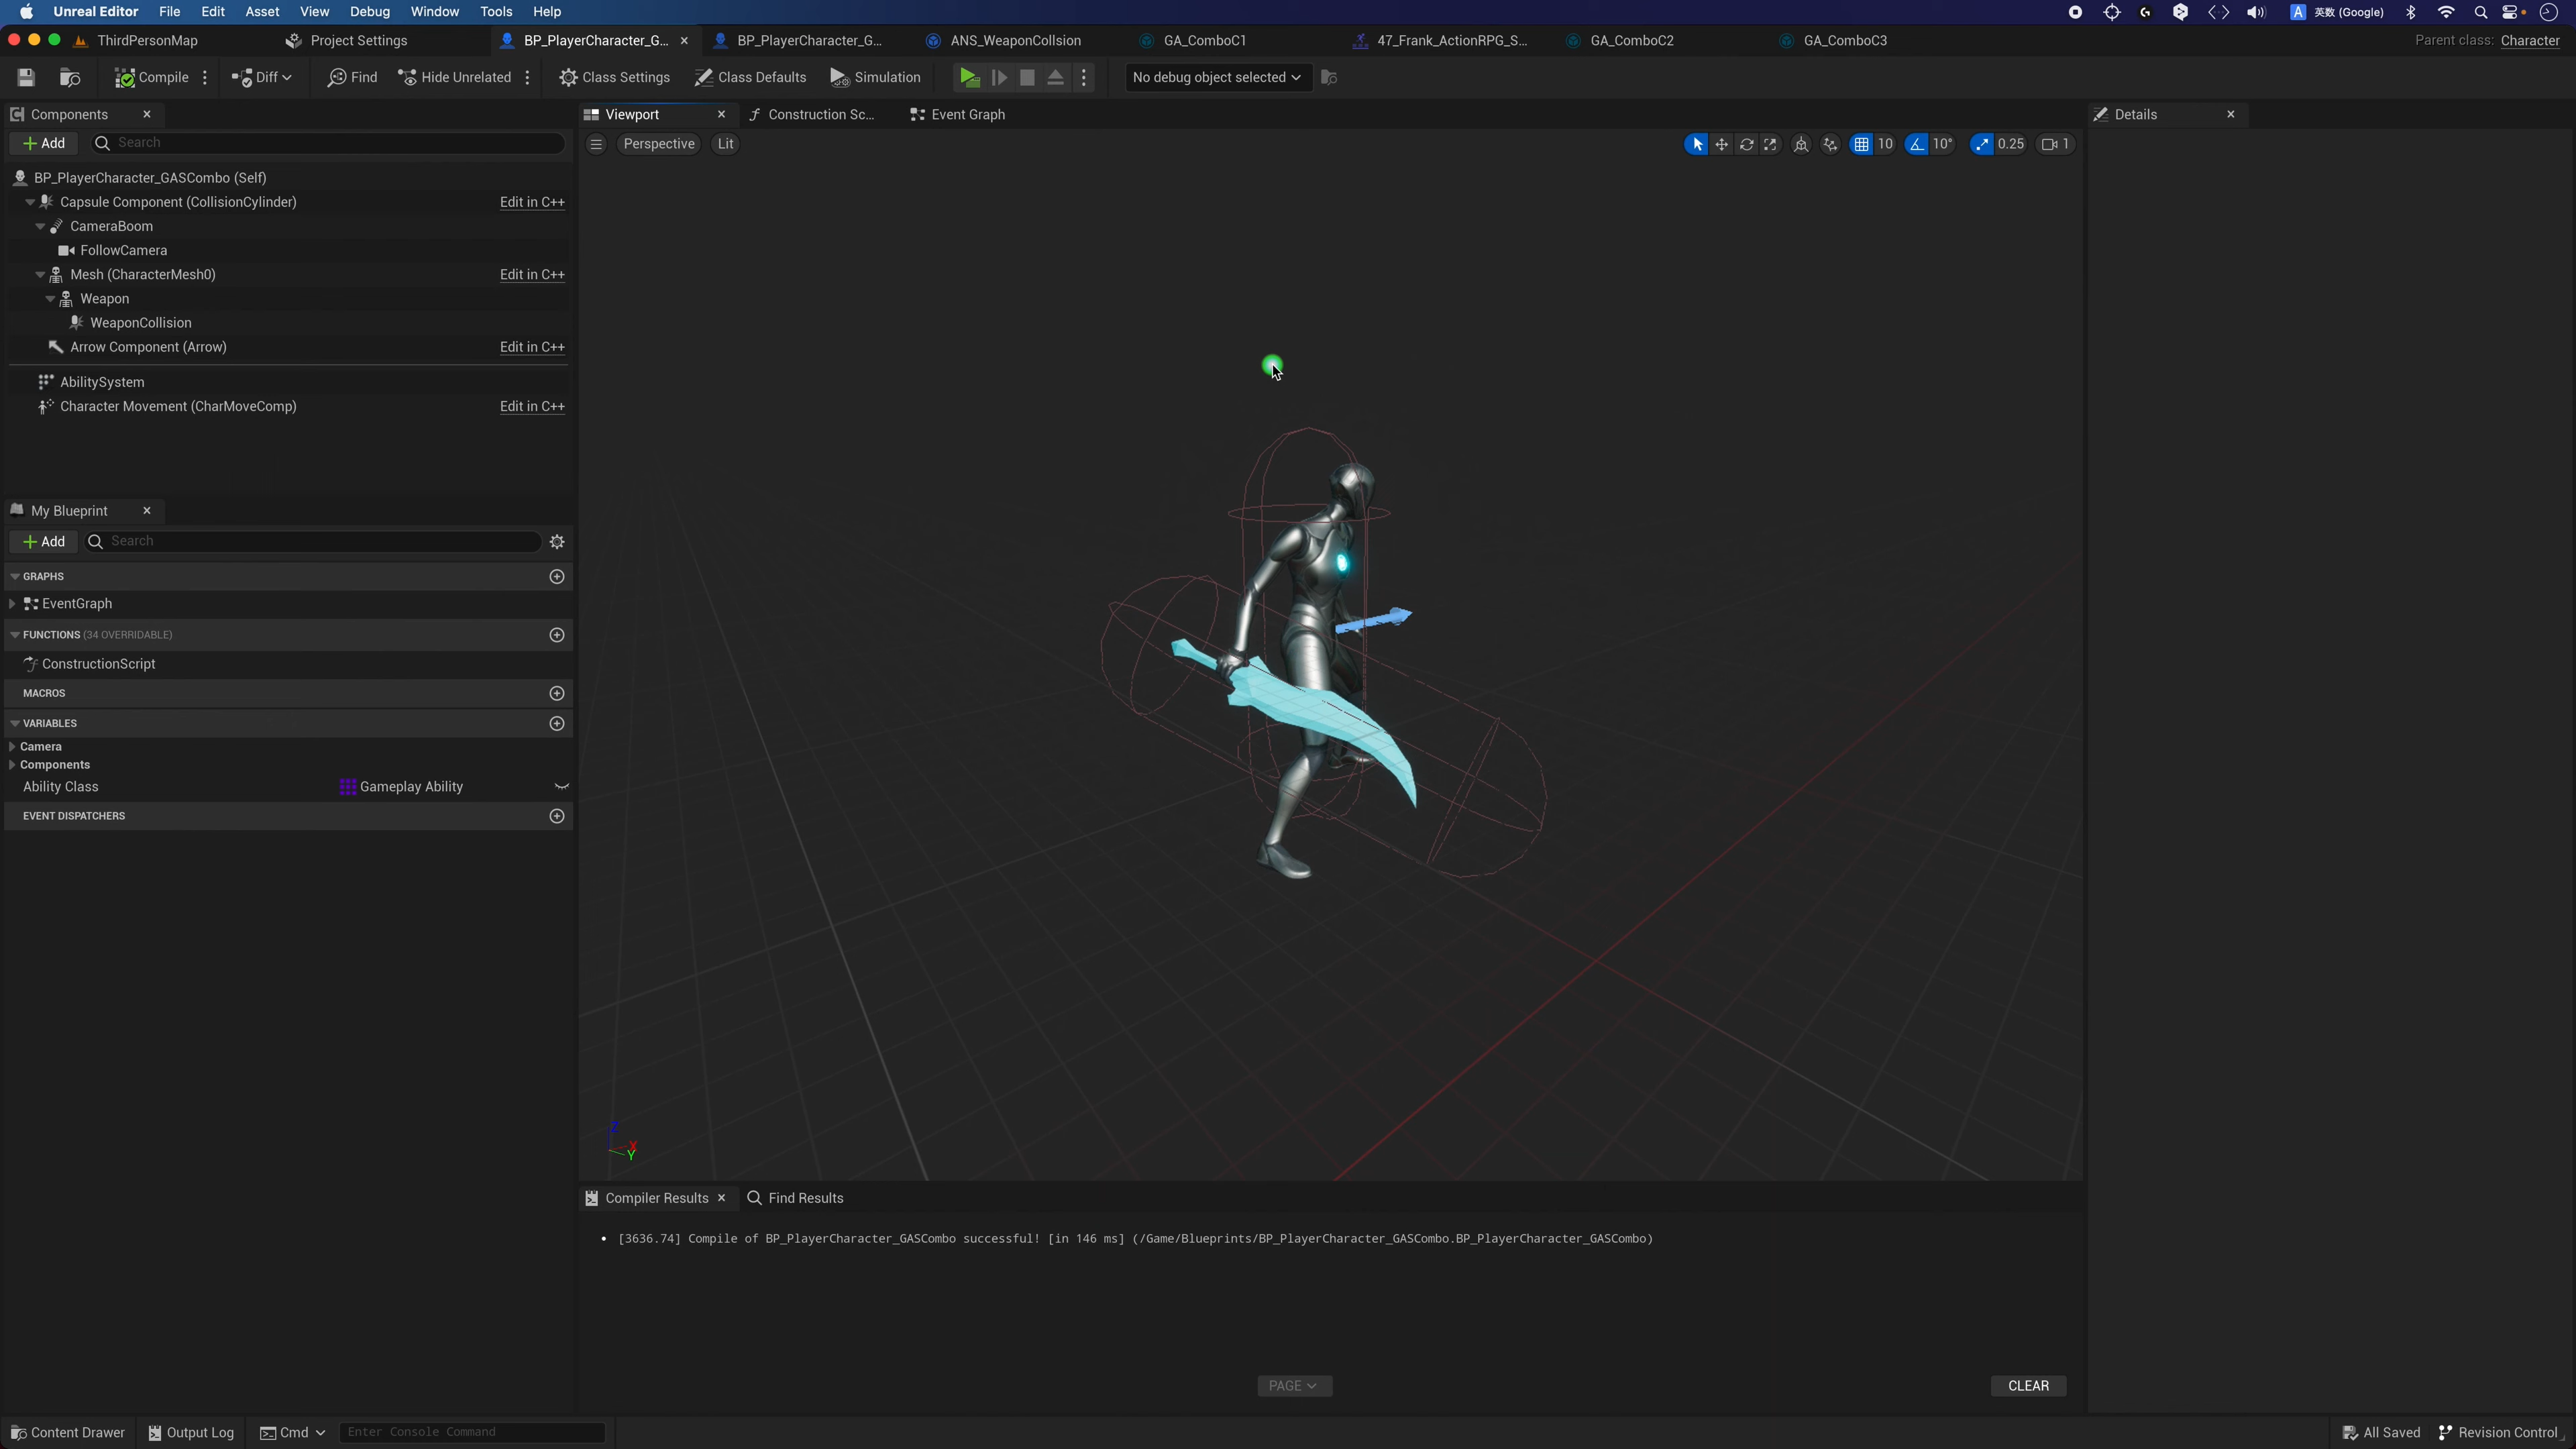 Unreal Editor File Edit Asset View Debug Window Tools Help
A 英数 (Google)
ThirdPersonMap Project Settings BP_PlayerCharacter_G... BP_PlayerCharacter_G... ANS_WeaponCollsion GA_ComboC1 47_Frank_ActionRPG_S... GA_ComboC2 GA_ComboC3 Parent class: Character
Compile Diff Find Hide Unrelated Class Settings Class Defaults Simulation No debug object selected
Components
Add Search
BP_PlayerCharacter_GASCombo (Self)
Capsule Component (CollisionCylinder) Edit in C++
CameraBoom
FollowCamera
Mesh (CharacterMesh0) Edit in C++
Weapon
WeaponCollision
Arrow Component (Arrow) Edit in C++
AbilitySystem
Character Movement (CharMoveComp) Edit in C++
My Blueprint
Add Search
GRAPHS
EventGraph
FUNCTIONS (34 OVERRIDABLE)
ConstructionScript
MACROS
VARIABLES
Camera
Components
Ability Class Gameplay Ability
EVENT DISPATCHERS
Viewport Construction Sc... Event Graph
Perspective Lit 10 10° 0.25 1
Z
X
Y
Details
Compiler Results Find Results
• [3636.74] Compile of BP_PlayerCharacter_GASCombo successful! [in 146 ms] (/Game/Blueprints/BP_PlayerCharacter_GASCombo.BP_PlayerCharacter_GASCombo)
PAGE CLEAR
Content Drawer Output Log Cmd Enter Console Command All Saved Revision Control